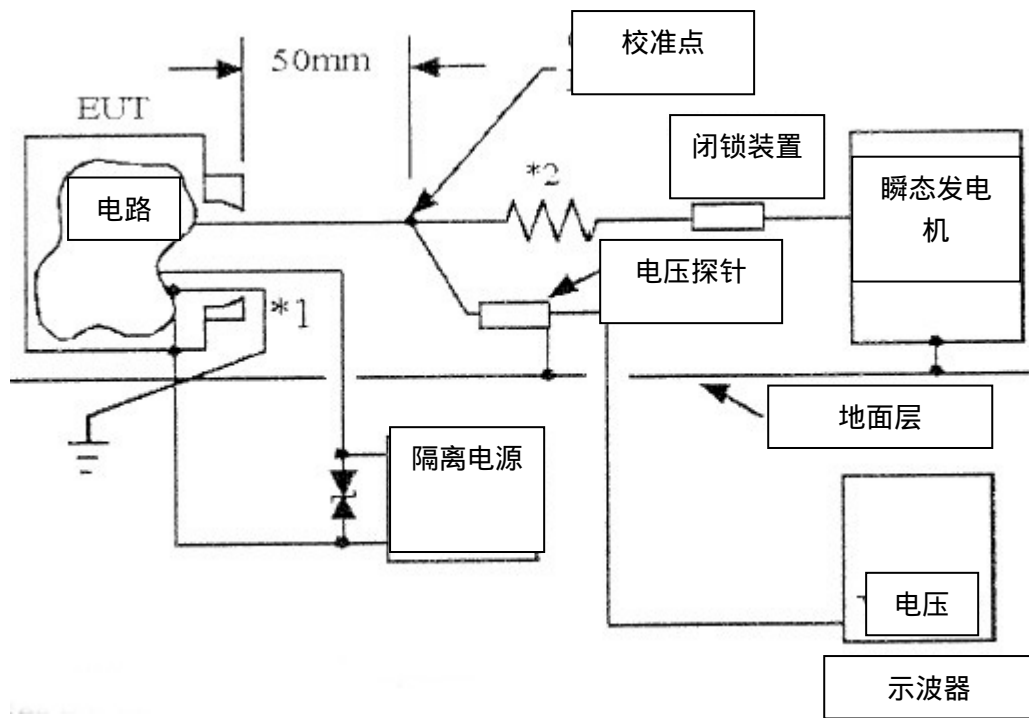 校准点
50mm
EUT
闭锁装置
*2
瞬态发电
机
电路
电压探针
*1
地面层
隔离电源
电压
示波器